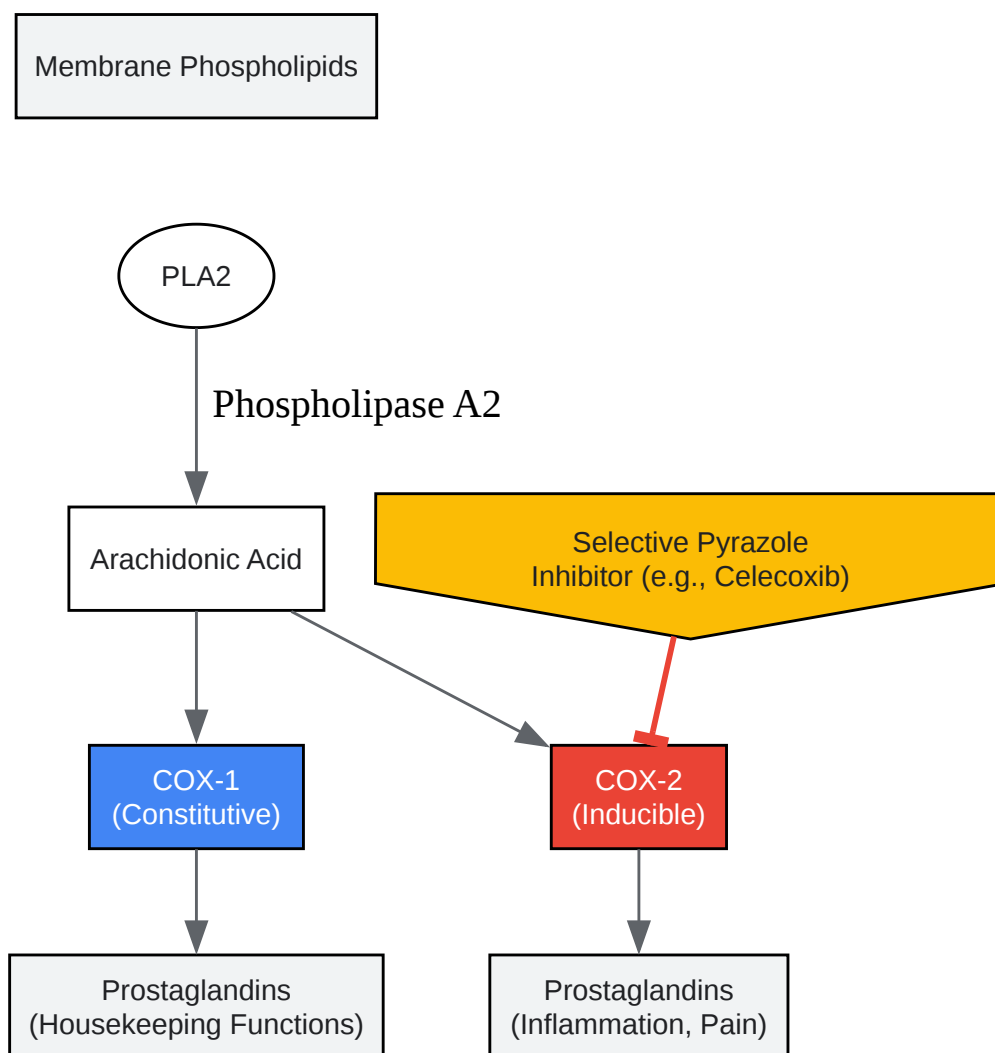 Membrane Phospholipids
PLA2
Phospholipase A2
Arachidonic Acid
Selective Pyrazole
Inhibitor (e.g., Celecoxib)
COX-1
(Constitutive)
COX-2
(Inducible)
Prostaglandins
(Housekeeping Functions)
Prostaglandins
(Inflammation, Pain)